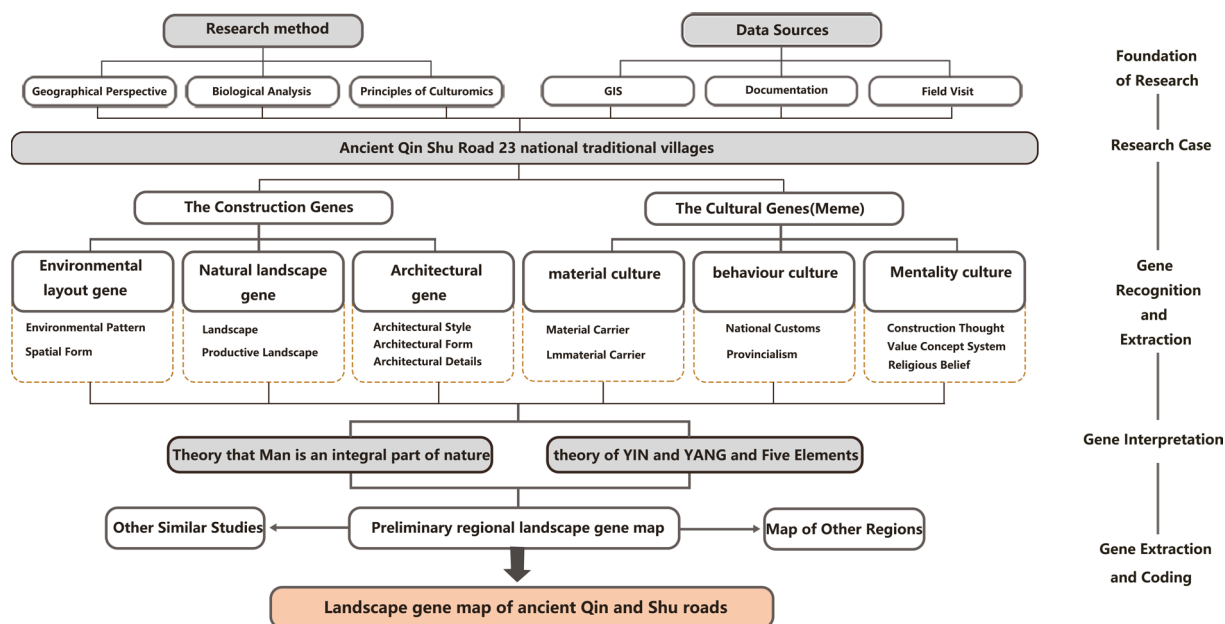 Research method
Data Sources
Geographical Perspective
Biological Analysis
Principles of Culturomics
GIS
Documentation
Field Visit
Foundation
of Research
Ancient Qin Shu Road 23 national traditional villages
Research Case
The Construction Genes
The Cultural Genes(Meme)
Environmental
layout gene
Natural landscape
gene
Architectural
gene
material culture
behaviour culture
Mentality culture
Environmental Pattern
Spatial Form
Landscape
Productive Landscape
Architectural Style
Architectural Form
Architectural Details
Material Carrier
Lmmaterial Carrier
National Customs
Provincialism
Construction Thought
Value Concept System
Religious Belief
Gene
Recognition
and
Extraction
Theory that Man is an integral part of nature
theory of YIN and YANG and Five Elements
Gene Interpretation
Other Similar Studies
Preliminary regional landscape gene map
Map of Other Regions
Gene Extraction
and Coding
Landscape gene map of ancient Qin and Shu roads